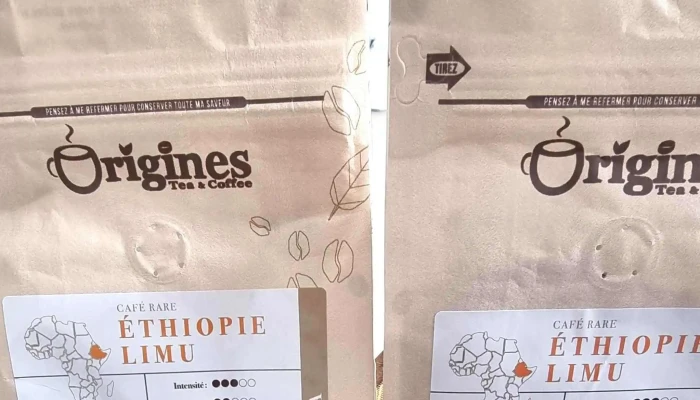 PENSEZ À ME REFERMER POUR CONSERVER TOUTE MA SAVEUR
Origines
Tea & Coffee
CAFÉ RARE
ÉTHIOPIE
LIMU
Intensité :
TIREZ
PENSEZ À ME REFERMER POUR CONSERVER
Origin
Tea &
CAFÉ RARE
ÉTHIOPIE
LIMU